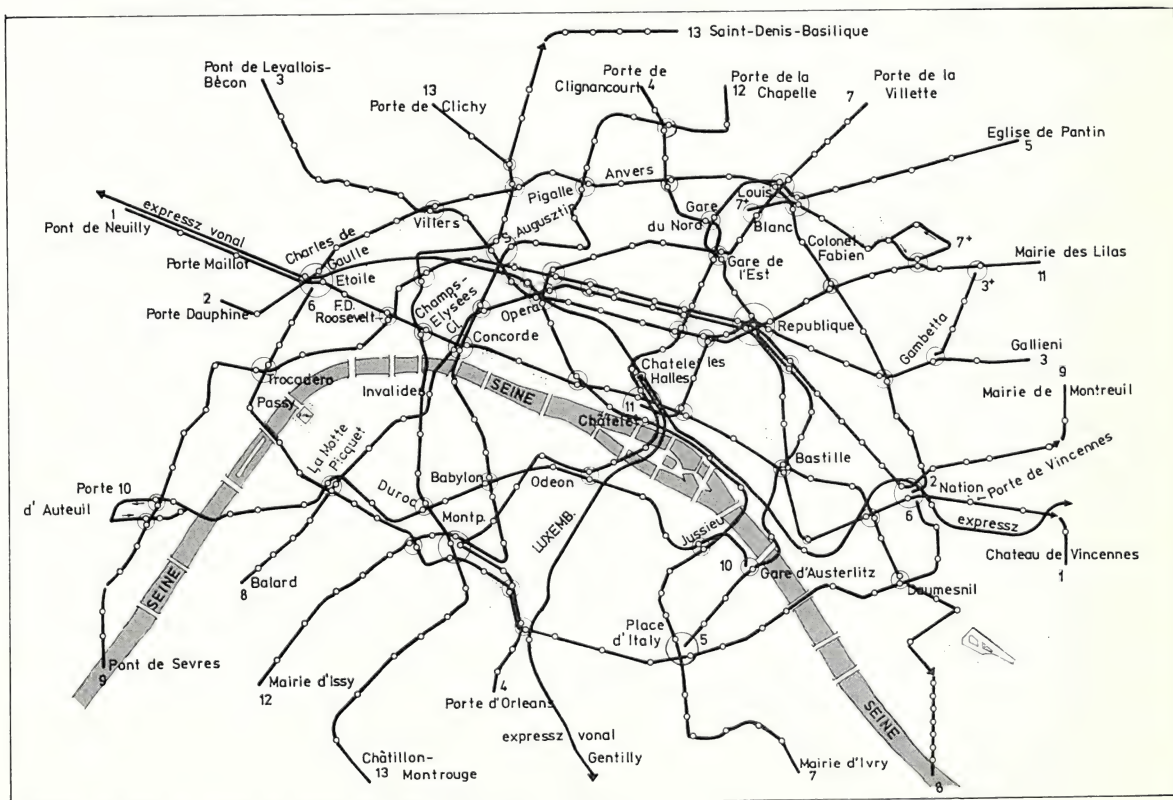 13 Saint-Denis-Basilique
Pont de Levallois-
Bècon 3
13
Porte de Clichy
Porte de
Clignancourt 4
Porte de la
12 Chapelle
Porte de la
7 Villette
Eglise de Pantin
5
expressz vonal
1
Pont de Neuilly
Porte Maillot
2
Porte Dauphine
Charles de
Gaulle
Etoile
6
F.D.
Roosevelt
Villers
Pigalle
Anvers
S. Augusztin
Champs-
Elysées
Cl.
Concorde
Opera
Gare
du Nord
Louis
7+
Blanc
Gare de
l'Est
Colonel
Fabien
7+
Mairie des Lilas
11
3+
Republique
Gambetta
Gallieni
3
9
Mairie de Montreuil
Trocadero
Passy
Invalides
SEINE
Chatelet les
Halles
11
Châtelet
La Motte
Picquet
Babylon
Odeon
Duroc
Montp.
LUXEMB.
Bastille
2 Nation
Porte de Vincennes
6
expressz
Chateau de Vincennes
1
Porte 10
d'Auteuil
Balard
8
Jussieu
10
Gare d'Austerlitz
Daumesnil
SEINE
Pont de Sevres
9
Mairie d'Issy
12
4
Porte d'Orleans
Place
d'Italy
5
expressz vonal
Gentilly
Châtillon-
13 Montrouge
Mairie d'Ivry
7
SEINE
8